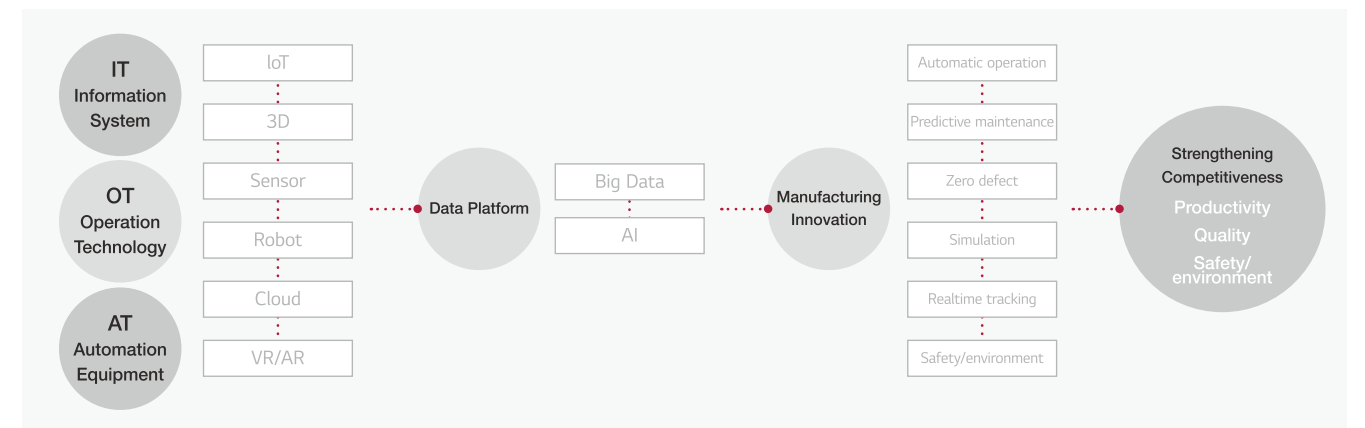 IT
Information
System
OT
Operation
Technology
AT
Automation
Equipment
IoT
3D
Sensor
Robot
Cloud
VR/AR
Data Platform
Big Data
AI
Manufacturing
Innovation
Automatic operation
Predictive maintenance
Zero defect
Simulation
Realtime tracking
Safety/environment
Strengthening
Competitiveness
Productivity
Quality
Safety/
environment